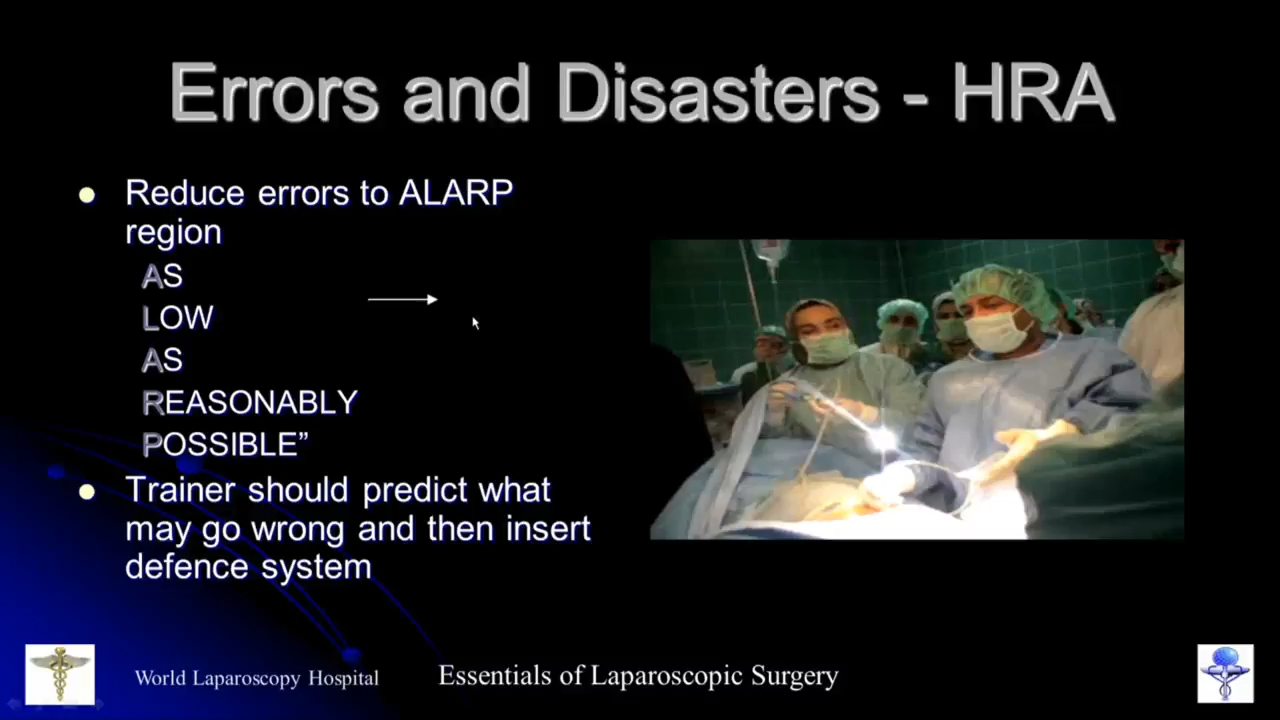 Errors and Disasters - HRA
Reduce errors to ALARP
region
AS
LOW
AS
REASONABLY
POSSIBLE”
Trainer should predict what
may go wrong and then insert
defence system
World Laparoscopy Hospital
Essentials of Laparoscopic Surgery